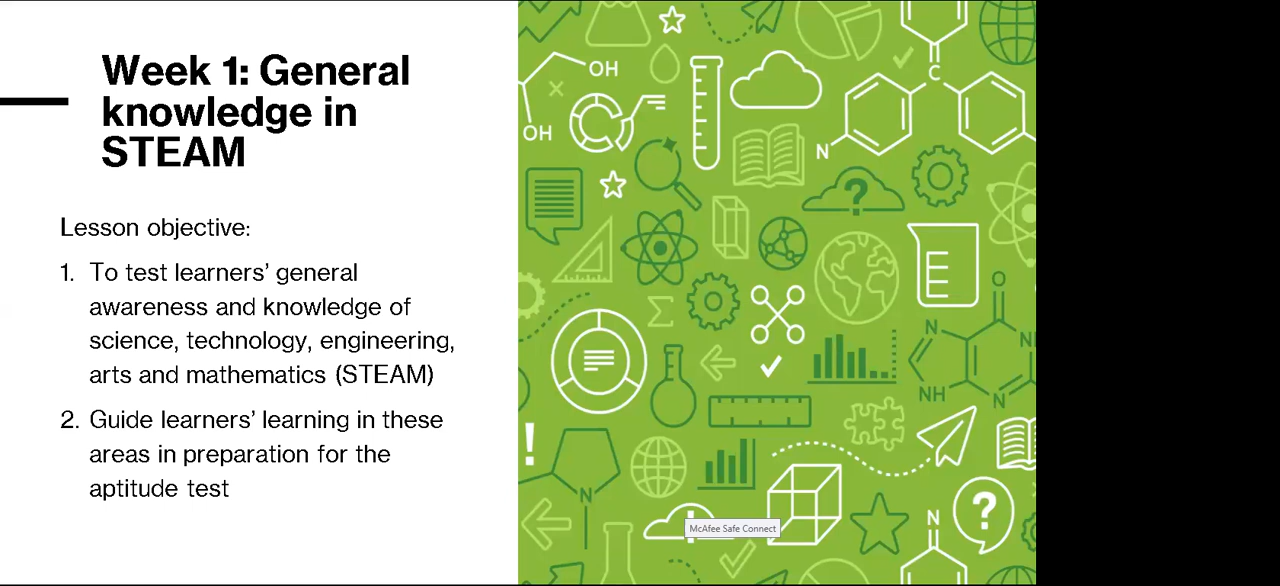 Week 1: General
knowledge in
STEAM
Lesson objective:
1. To test learners’ general
awareness and knowledge of
science, technology, engineering,
arts and mathematics (STEAM)
2. Guide learners’ learning in these
areas in preparation for the
aptitude test
OH
OH
C
N
?
O
N
N
NH
N
Σ
!
N
N
?
McAfee Safe Connect